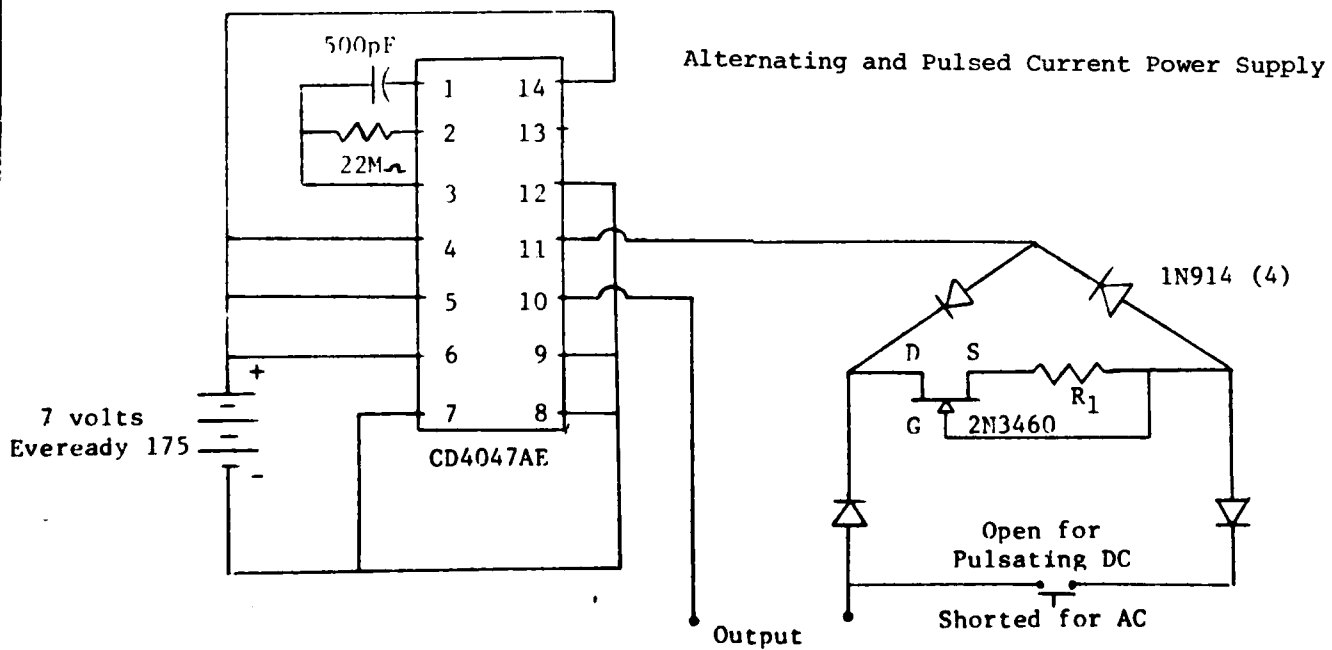 Alternating and Pulsed Current Power Supply
500pF
22MΩ
1 14
2 13
3 12
4 11
5 10
6 9
7 8
CD4047AE
+
7 volts
Eveready 175
-
1N914 (4)
D S
R1
G 2N3460
Open for
Pulsating DC
Shorted for AC
Output